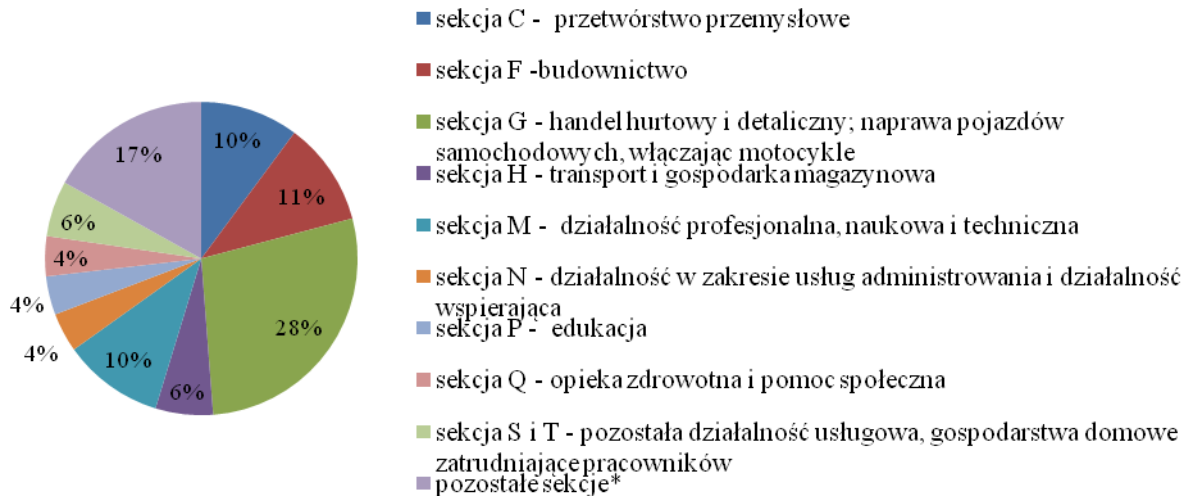 10%
11%
28%
6%
10%
4%
4%
4%
6%
17%
sekcja C - przetwórstwo przemysłowe
sekcja F -budownictwo
sekcja G - handel hurtowy i detaliczny; naprawa pojazdów
samochodowych, włączając motocykle
sekcja H - transport i gospodarka magazynowa
sekcja M - działalność profesjonalna, naukowa i techniczna
sekcja N - działalność w zakresie usług administrowania i działalność
wspierająca
sekcja P - edukacja
sekcja Q - opieka zdrowotna i pomoc społeczna
sekcja S i T - pozostała działalność usługowa, gospodarstwa domowe
zatrudniające pracowników
pozostałe sekcje*